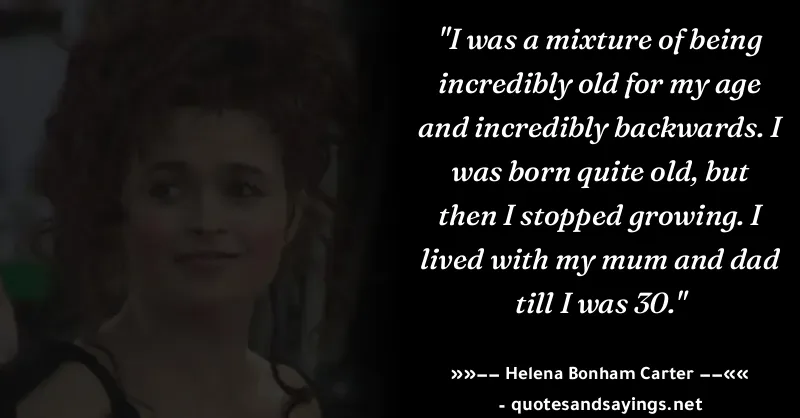 "I was a mixture of being
incredibly old for my age
and incredibly backwards. I
was born quite old, but
then I stopped growing. I
lived with my mum and dad
till I was 30."
»»–– Helena Bonham Carter ––««
- quotesandsayings.net